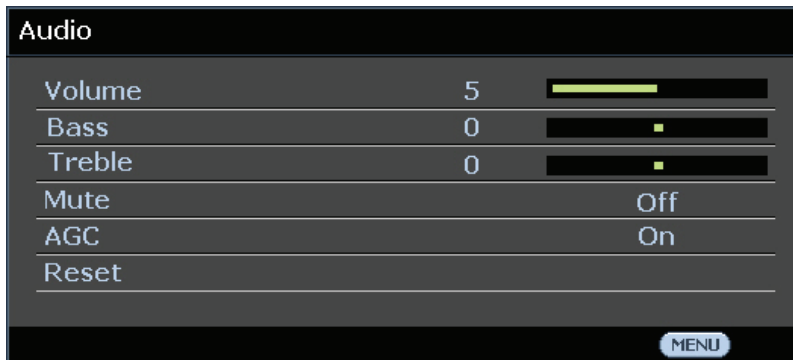 Audio
Volume 5
Bass 0
Treble 0
Mute Off
AGC On
Reset
MENU